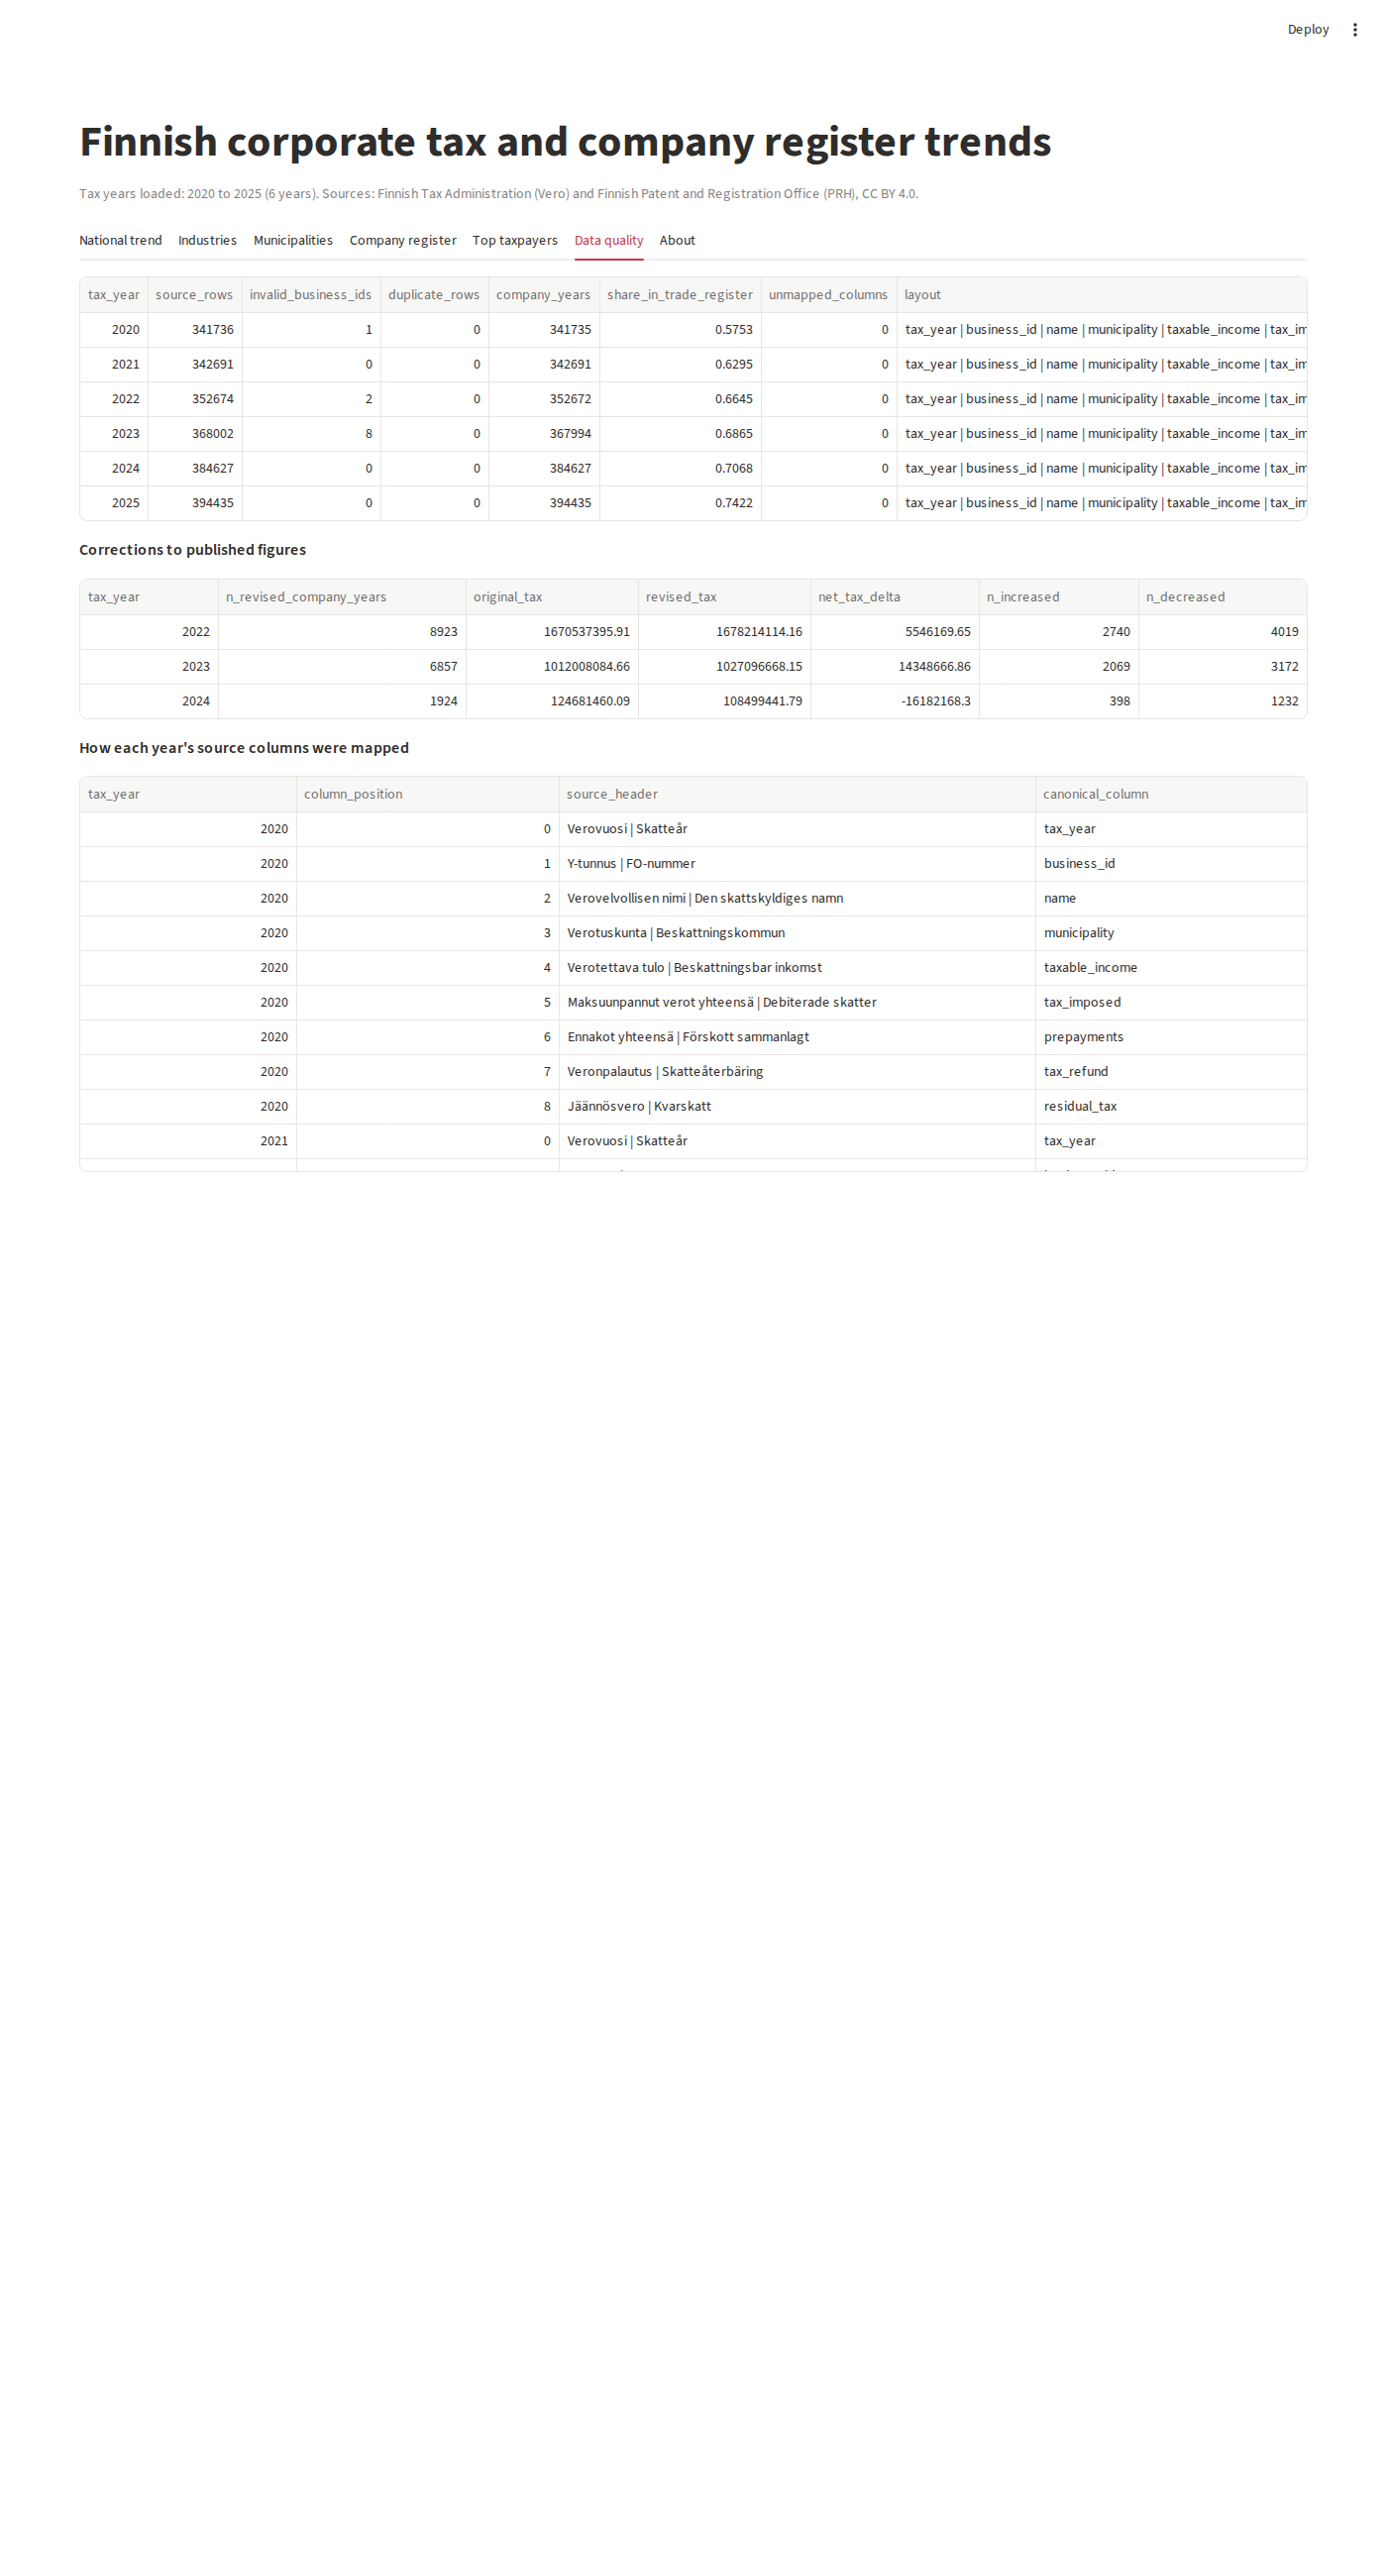 Deploy
Finnish corporate tax and company register trends
Tax years loaded: 2020 to 2025 (6 years). Sources: Finnish Tax Administration (Vero) and Finnish Patent and Registration Office (PRH), CC BY 4.0.
National trend Industries Municipalities Company register Top taxpayers Data quality About
tax_year source_rows invalid_business_ids duplicate_rows company_years share_in_trade_register unmapped_columns layout
2020 341736 1 0 341735 0.5753 0 tax_year | business_id | name | municipality | taxable_income | tax_im
2021 342691 0 0 342691 0.6295 0 tax_year | business_id | name | municipality | taxable_income | tax_im
2022 352674 2 0 352672 0.6645 0 tax_year | business_id | name | municipality | taxable_income | tax_im
2023 368002 8 0 367994 0.6865 0 tax_year | business_id | name | municipality | taxable_income | tax_im
2024 384627 0 0 384627 0.7068 0 tax_year | business_id | name | municipality | taxable_income | tax_im
2025 394435 0 0 394435 0.7422 0 tax_year | business_id | name | municipality | taxable_income | tax_im
Corrections to published figures
tax_year n_revised_company_years original_tax revised_tax net_tax_delta n_increased n_decreased
2022 8923 1670537395.91 1678214114.16 5546169.65 2740 4019
2023 6857 1012008084.66 1027096668.15 14348666.86 2069 3172
2024 1924 124681460.09 108499441.79 -16182168.3 398 1232
How each year's source columns were mapped
tax_year column_position source_header canonical_column
2020 0 Verovuosi | Skatteår tax_year
2020 1 Y-tunnus | FO-nummer business_id
2020 2 Verovelvollisen nimi | Den skattskyldiges namn name
2020 3 Verotuskunta | Beskattningskommun municipality
2020 4 Verotettava tulo | Beskattningsbar inkomst taxable_income
2020 5 Maksuunpannut verot yhteensä | Debiterade skatter tax_imposed
2020 6 Ennakot yhteensä | Förskott sammanlagt prepayments
2020 7 Veronpalautus | Skatteåterbäring tax_refund
2020 8 Jäännösvero | Kvarskatt residual_tax
2021 0 Verovuosi | Skatteår tax_year